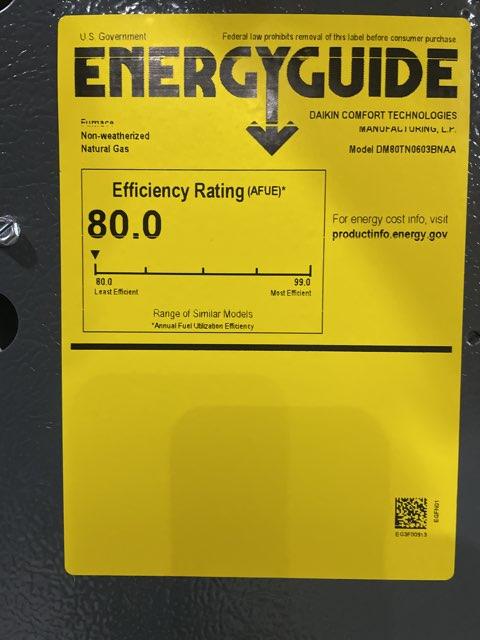 U.S. Government
Federal law prohibits removal of this label before consumer purchase.
ENERGYGUIDE
Furnace
Non-weatherized
Natural Gas
DAIKIN COMFORT TECHNOLOGIES
MANUFACTURING, L.P.
Model DM80TN0603BNAA
Efficiency Rating (AFUE)*
80.0
80.0 99.0
Least Efficient Most Efficient
Range of Similar Models
*Annual Fuel Utilization Efficiency
For energy cost info, visit
productinfo.energy.gov
EGFN01